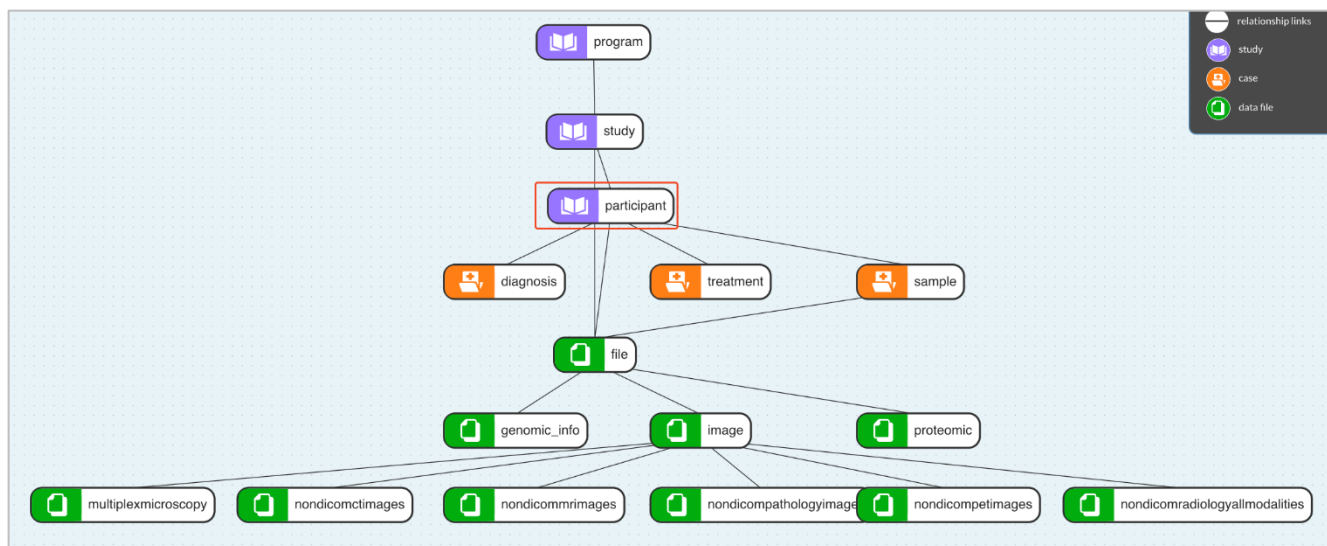 relationship links
program
study
case
study
data file
participant
diagnosis
treatment
sample
file
genomic_info
image
proteomic
multiplexmicroscopy
nondicomctimages
nondicommrimages
nondicompathologyimage
nondicompetimages
nondicomradiologyallmodalities